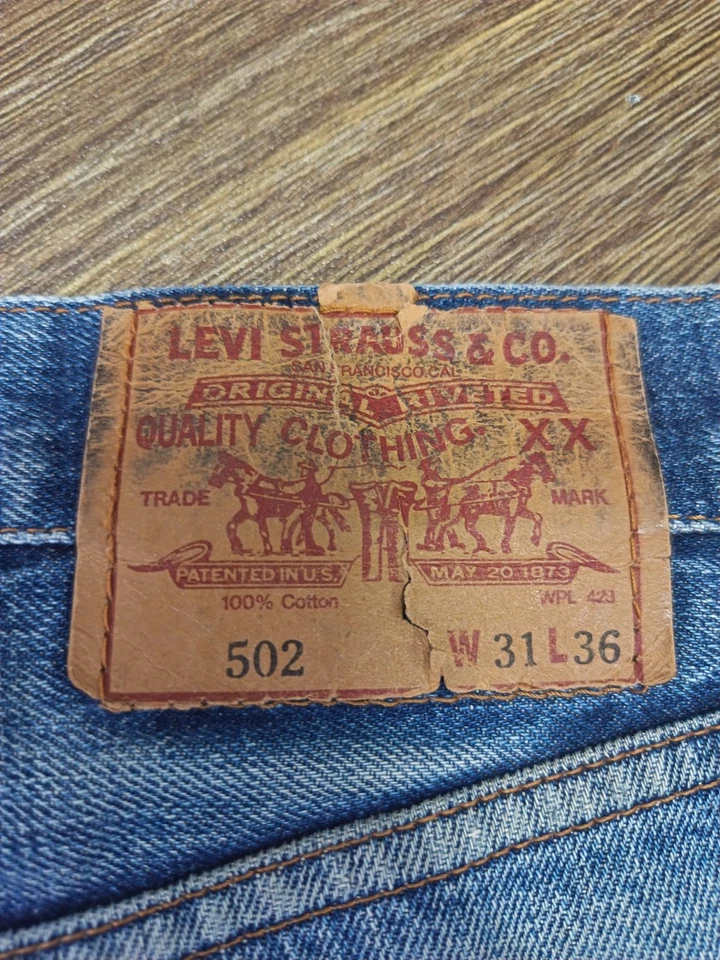 LEVI STRAUSS & CO.
SAN FRANCISCO, CAL.
ORIGINAL RIVETED
QUALITY CLOTHING XX
TRADE MARK
PATENTED IN U.S. MAY 20 1873
100% Cotton WPL 423
502 W 31 L 36